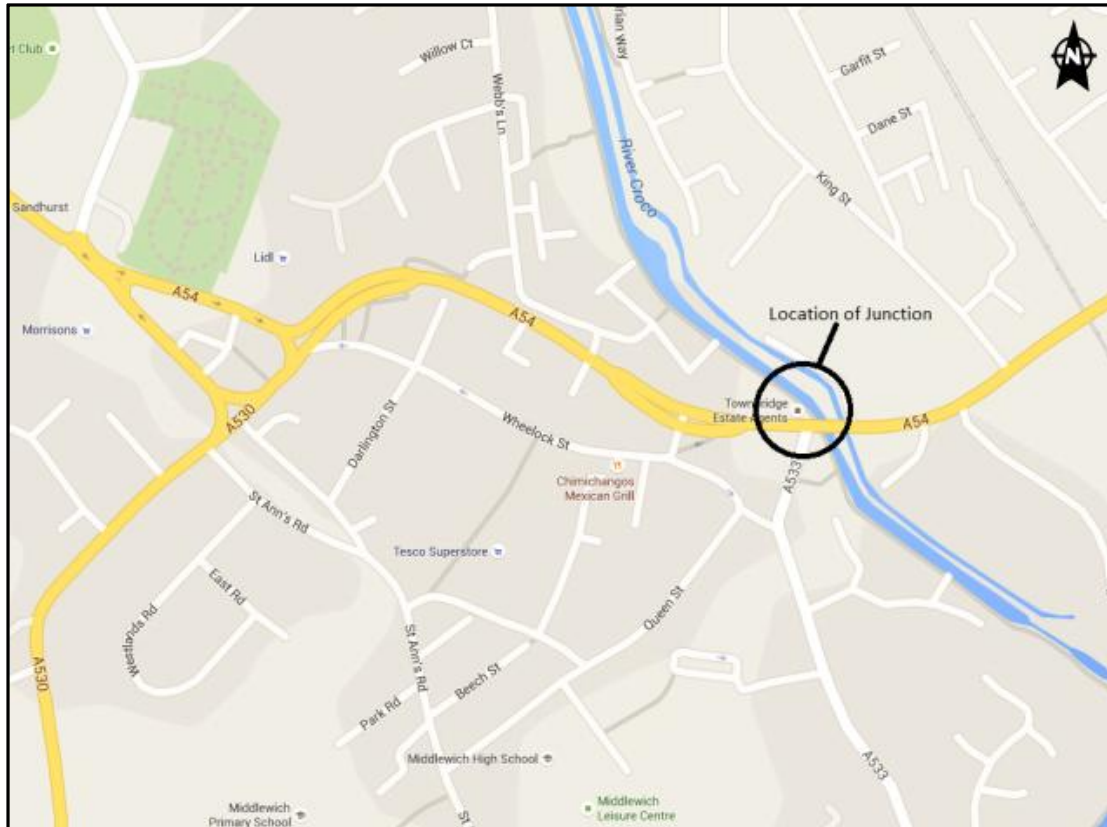 Willow Ct
Webb's Ln
Garfit St
Dane St
N
River Croco
King St
Club
Sandhurst
Lidl
A54
Morrisons
A54
Location of Junction
Townbridge
Estate Agents
A54
A530
Darlington St
Wheelock St
Chimichangos
Mexican Grill
A533
St Ann's Rd
Tesco Superstore
East Rd
Westlands Rd
Queen St
St Ann's Rd
Beech St
Park Rd
A530
Middlewich High School
A533
Middlewich
Primary School
Middlewich
Leisure Centre
St